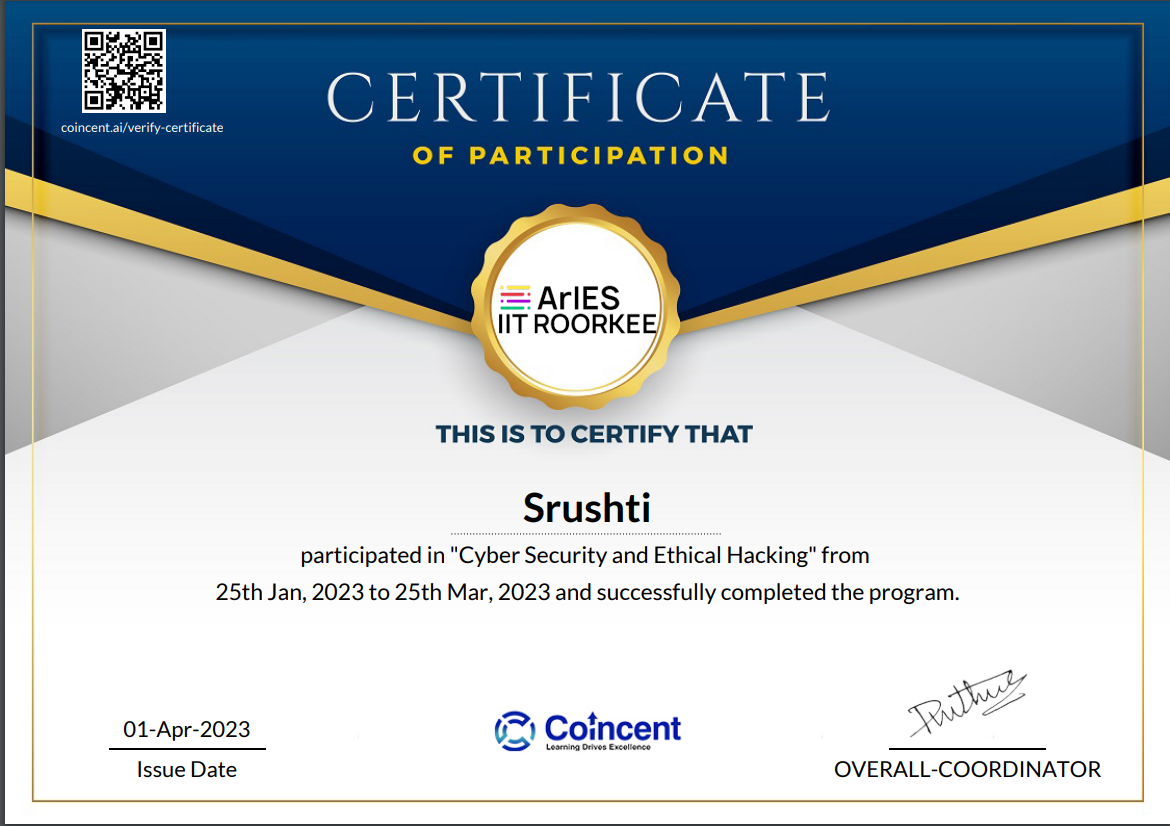 coincent.ai/verify-certificate
CERTIFICATE
OF PARTICIPATION
ArIES
IIT ROORKEE
THIS IS TO CERTIFY THAT
Srushti
participated in "Cyber Security and Ethical Hacking" from
25th Jan, 2023 to 25th Mar, 2023 and successfully completed the program.
01-Apr-2023
Issue Date
Coincent
Learning Drives Excellence
OVERALL-COORDINATOR